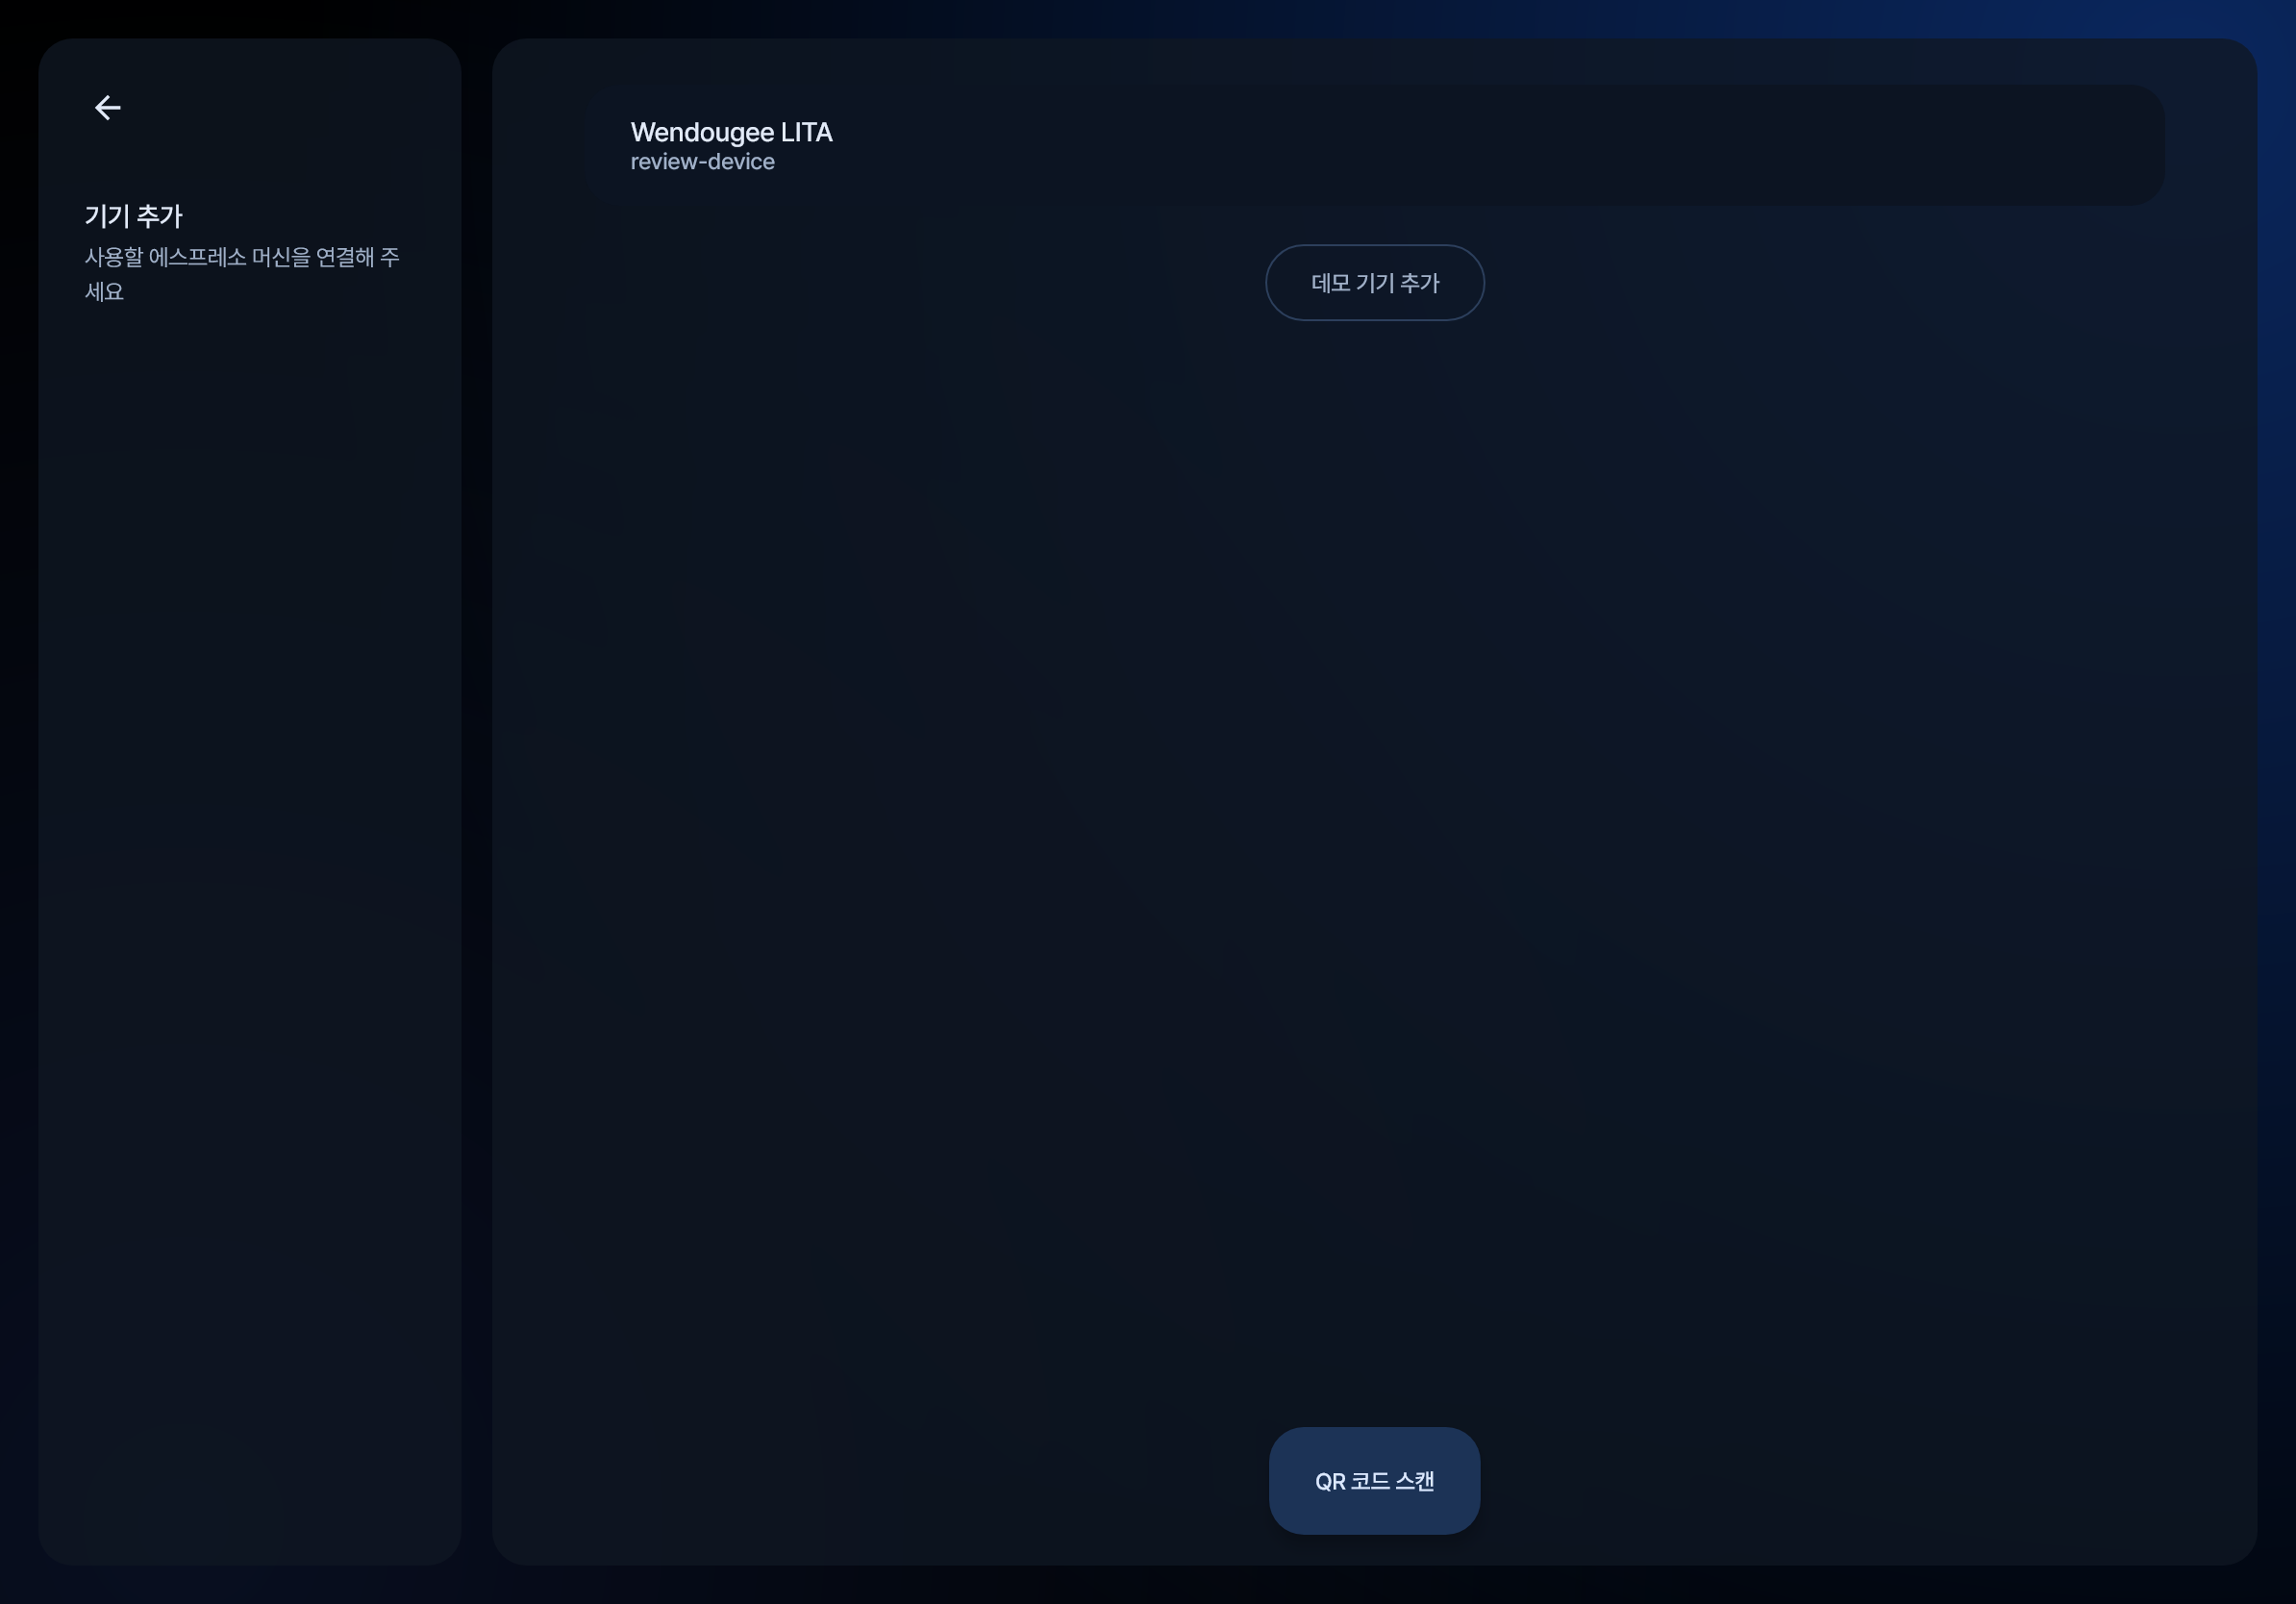 기기 추가
사용할 에스프레소 머신을 연결해 주
세요
Wendougee LITA
review-device
데모 기기 추가
QR 코드 스캔